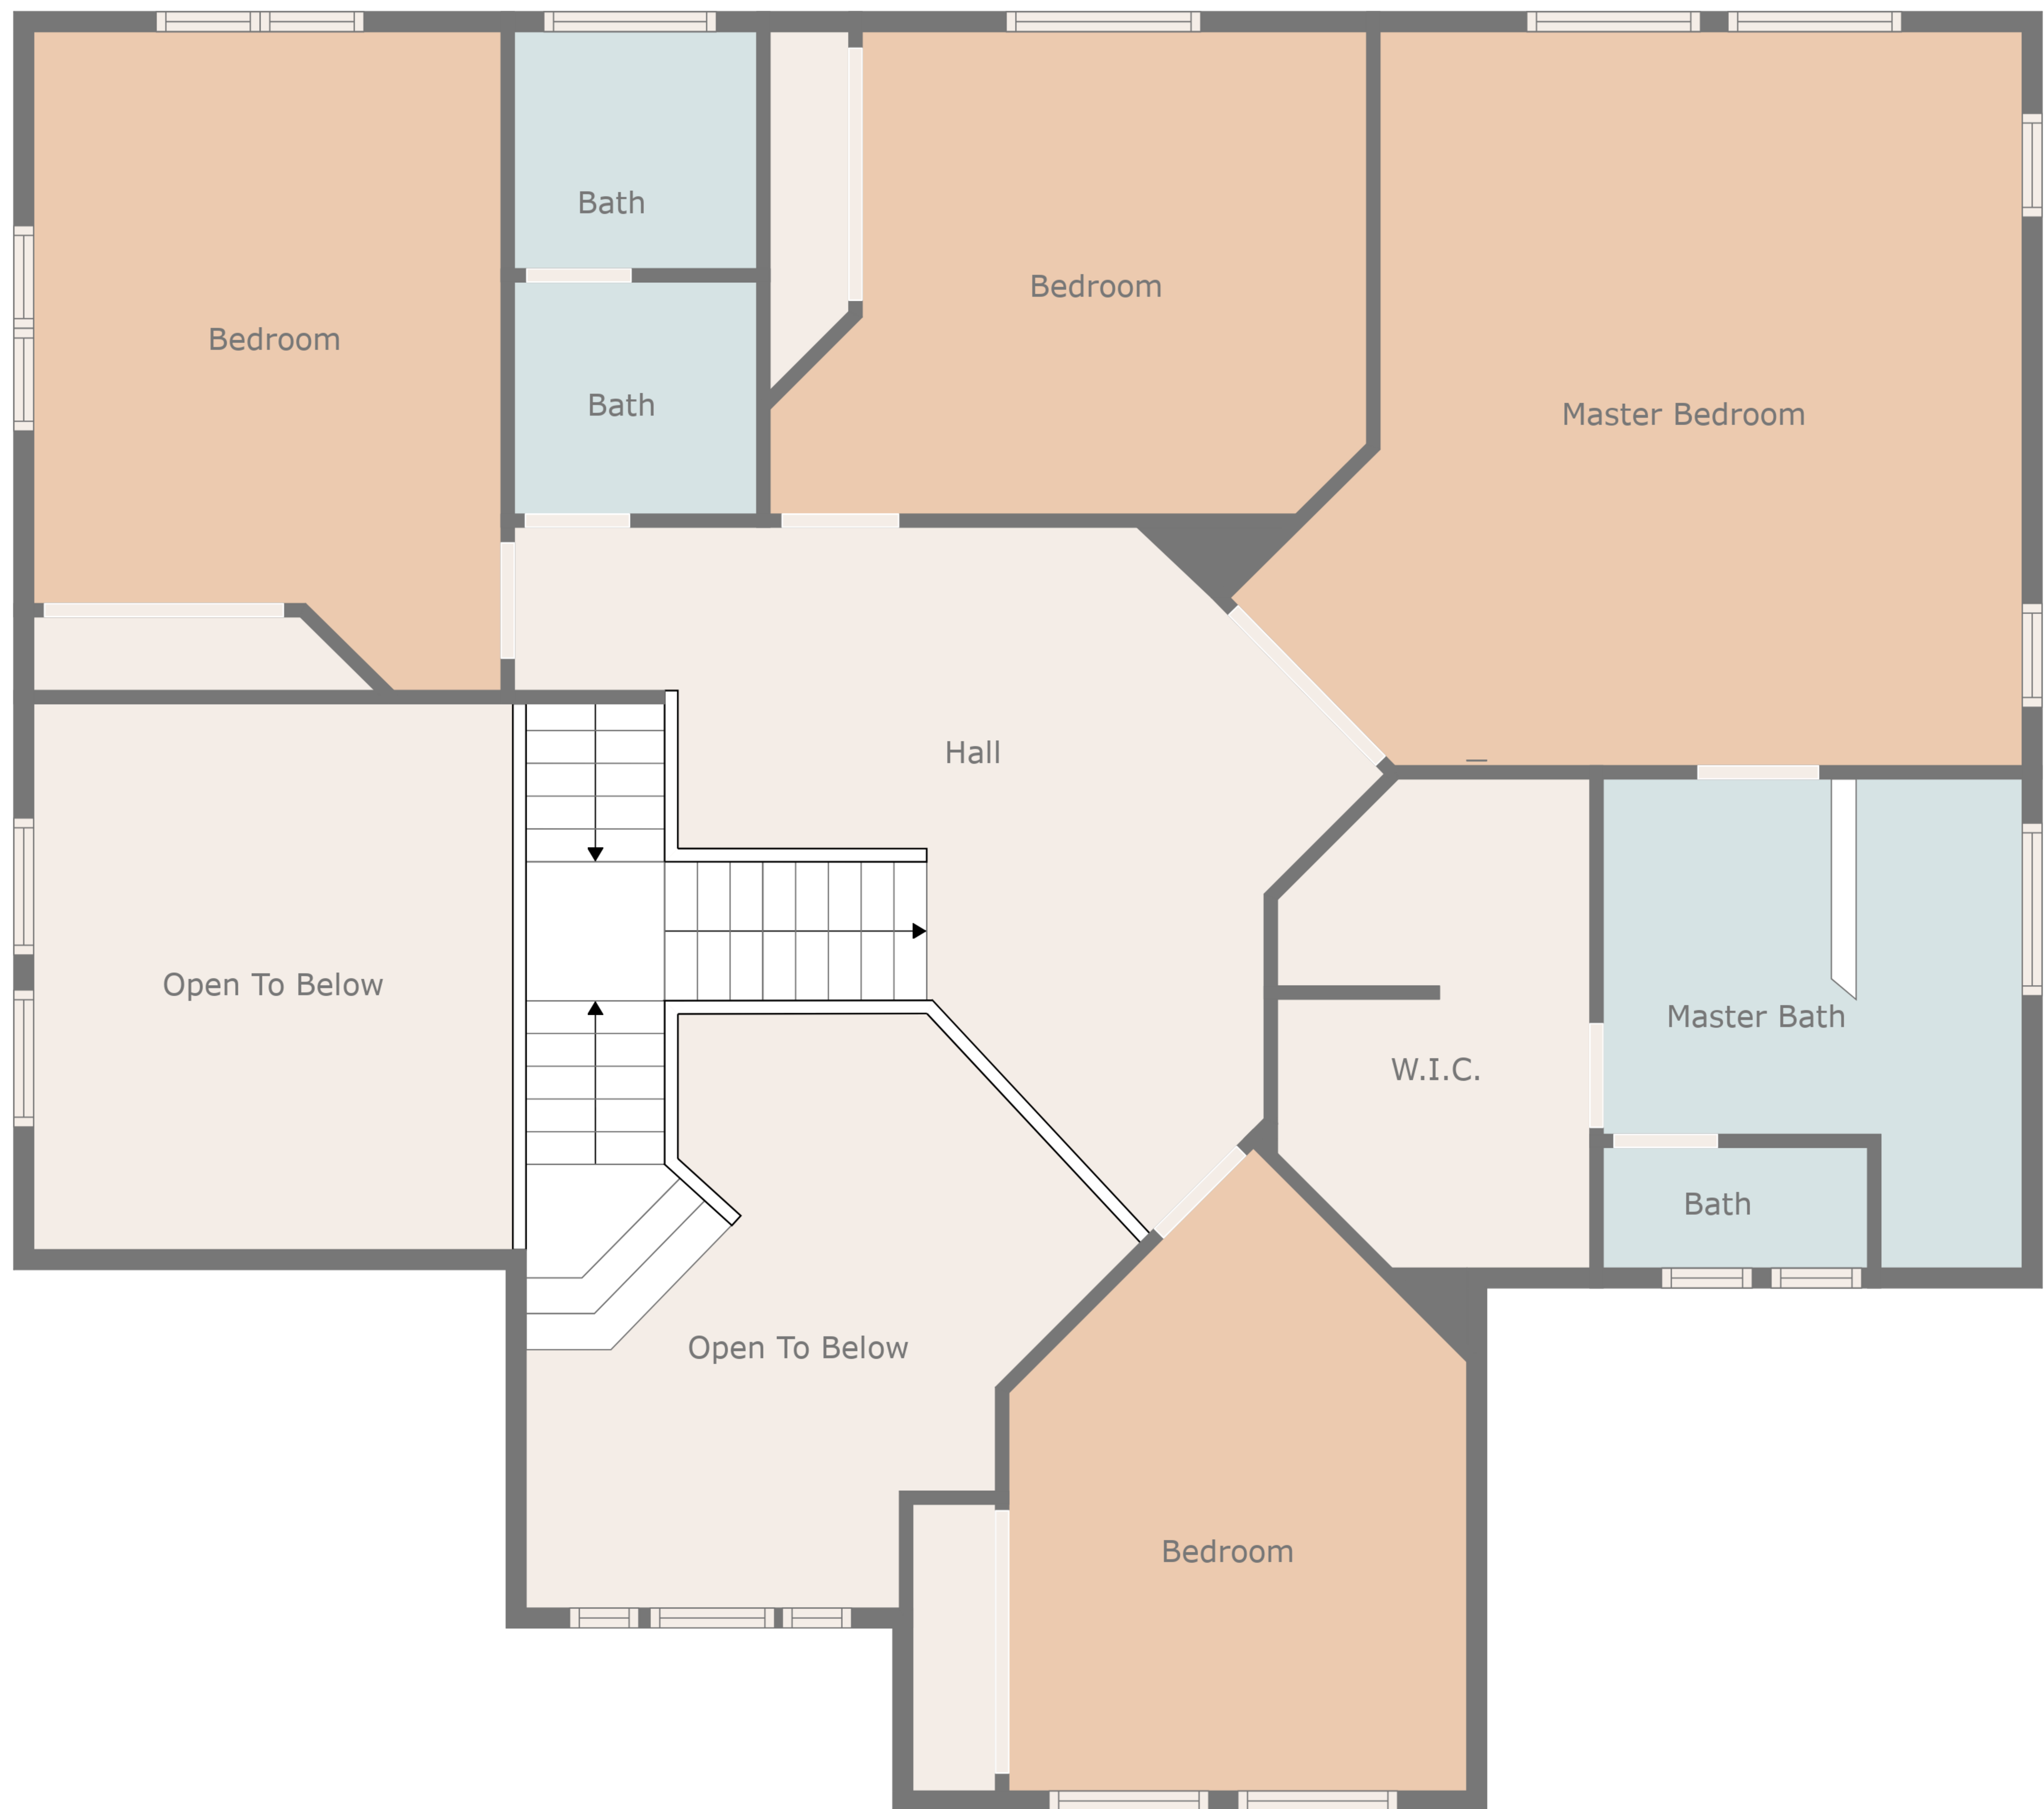 Bath
Bedroom
Bedroom
Bath
Master Bedroom
Hall
Open To Below
Master Bath
W.I.C.
Bath
Open To Below
Bedroom